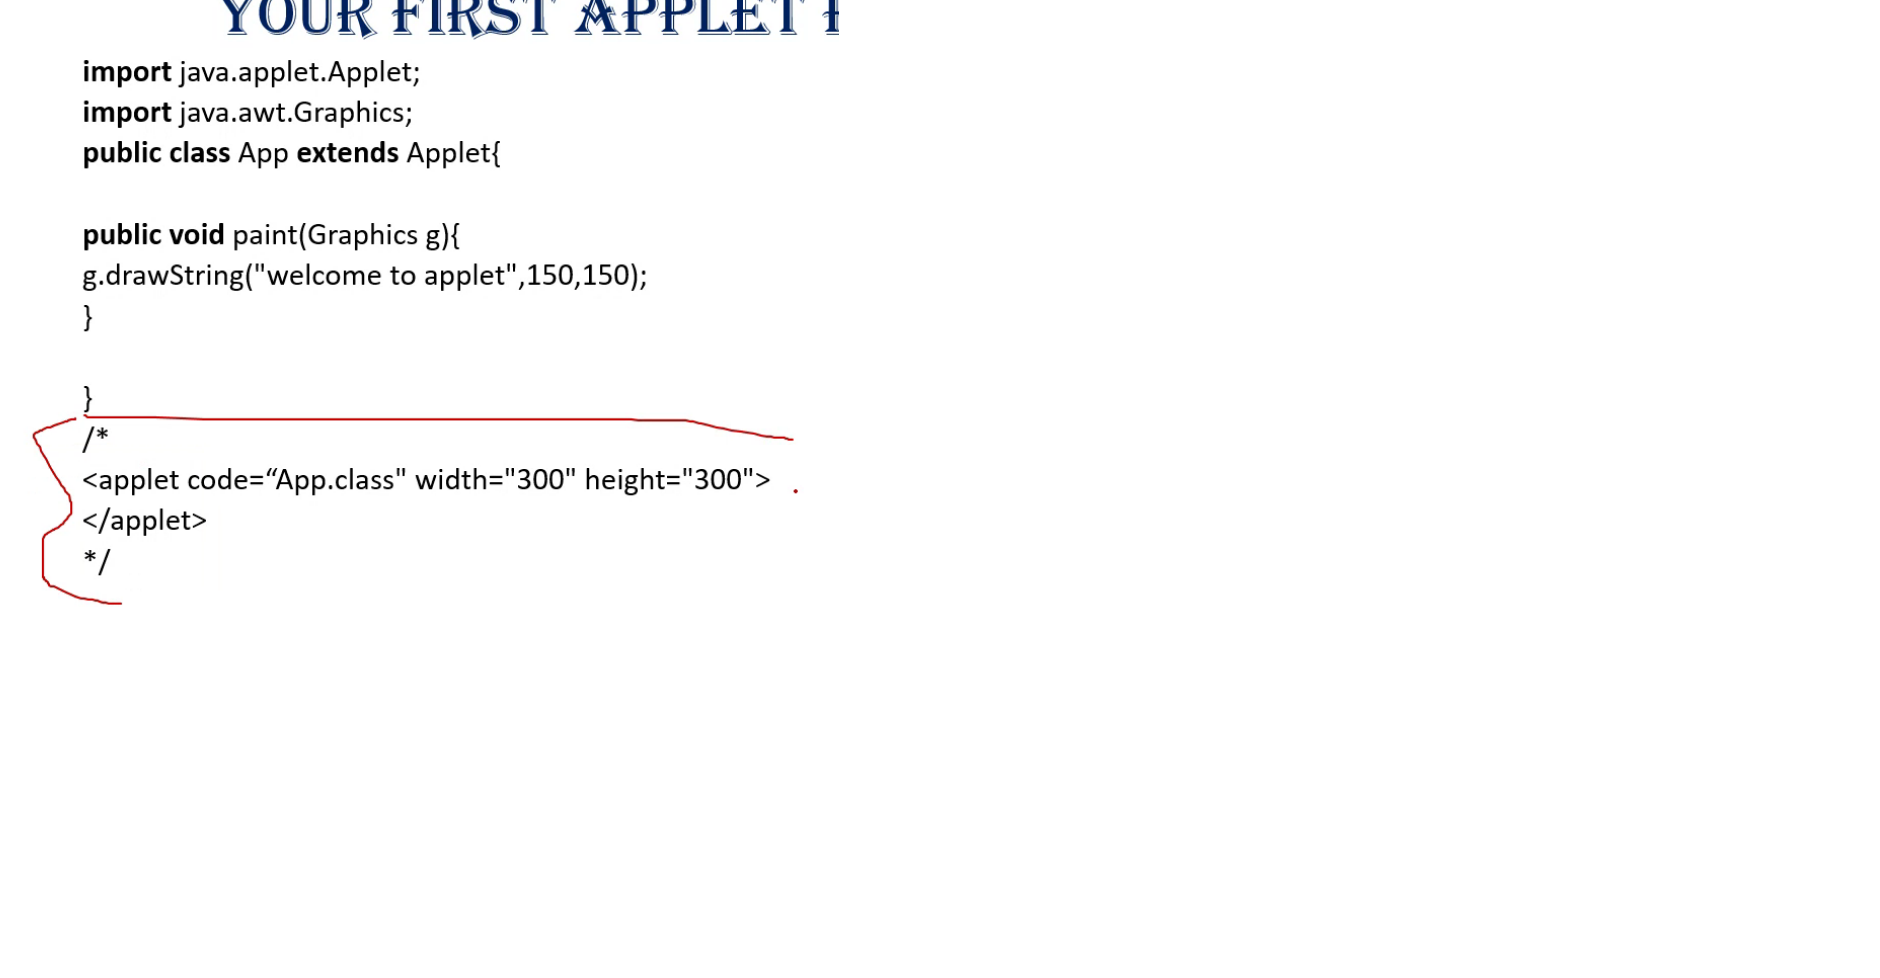 YOUR FIRST APPLET
import java.applet.Applet;
import java.awt.Graphics;
public class App extends Applet{
public void paint(Graphics g){
g.drawString("welcome to applet",150,150);
}
}
/*
<applet code=“App.class" width="300" height="300">
</applet>
*/